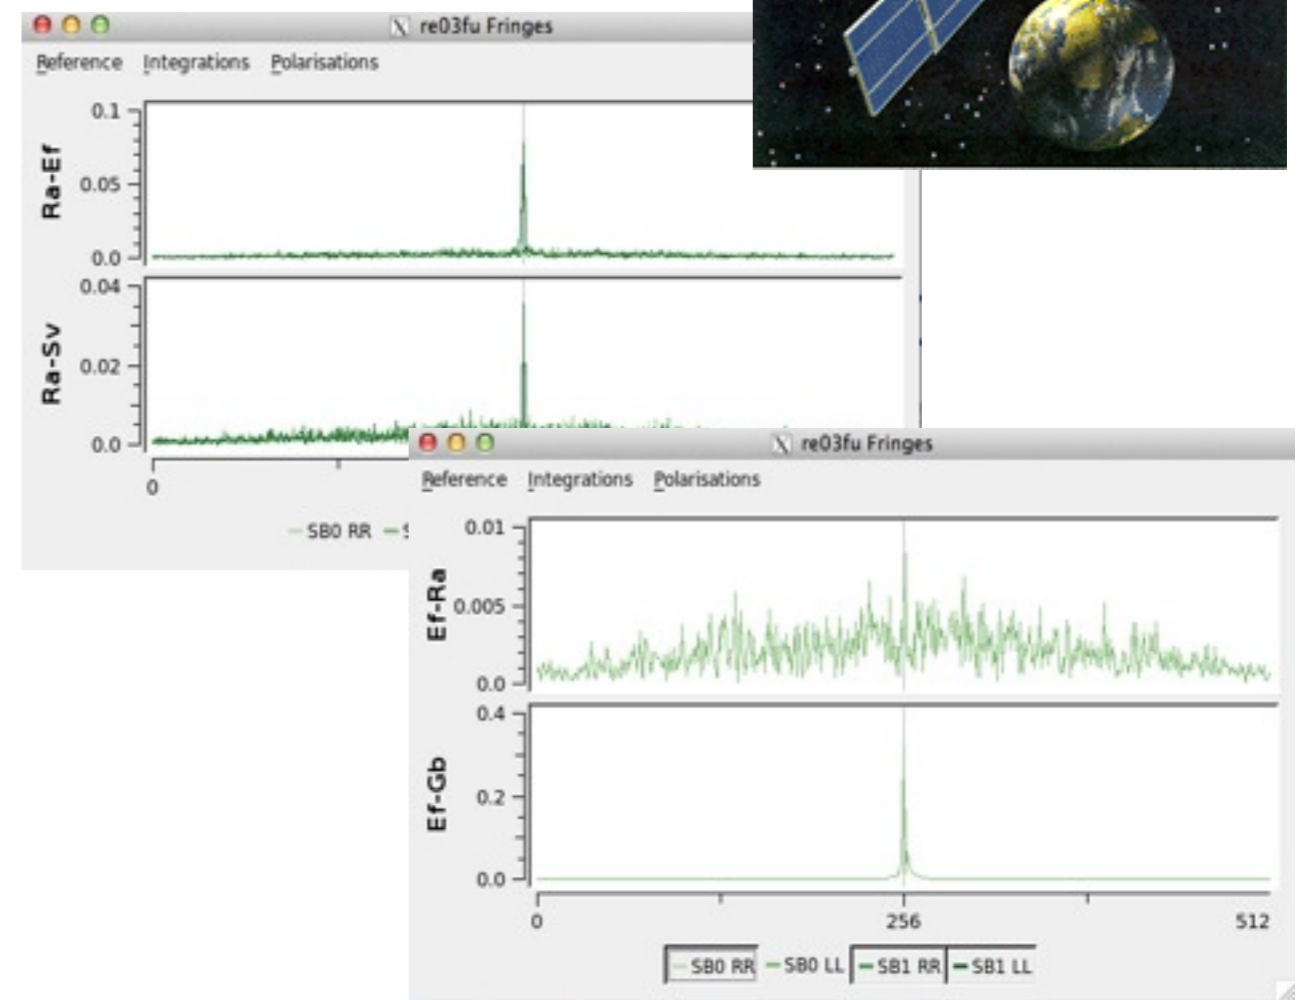 re03fu Fringes
Reference Integrations Polarisations
0.1
Ra-Ef
0.05
0.0
0.04
Ra-Sv
0.02
0.0
0
SB0 RR
re03fu Fringes
Reference Integrations Polarisations
0.01
Ef-Ra
0.005
0.0
0.4
Ef-Gb
0.2
0.0
0 256 512
SB0 RR SB0 LL SB1 RR SB1 LL